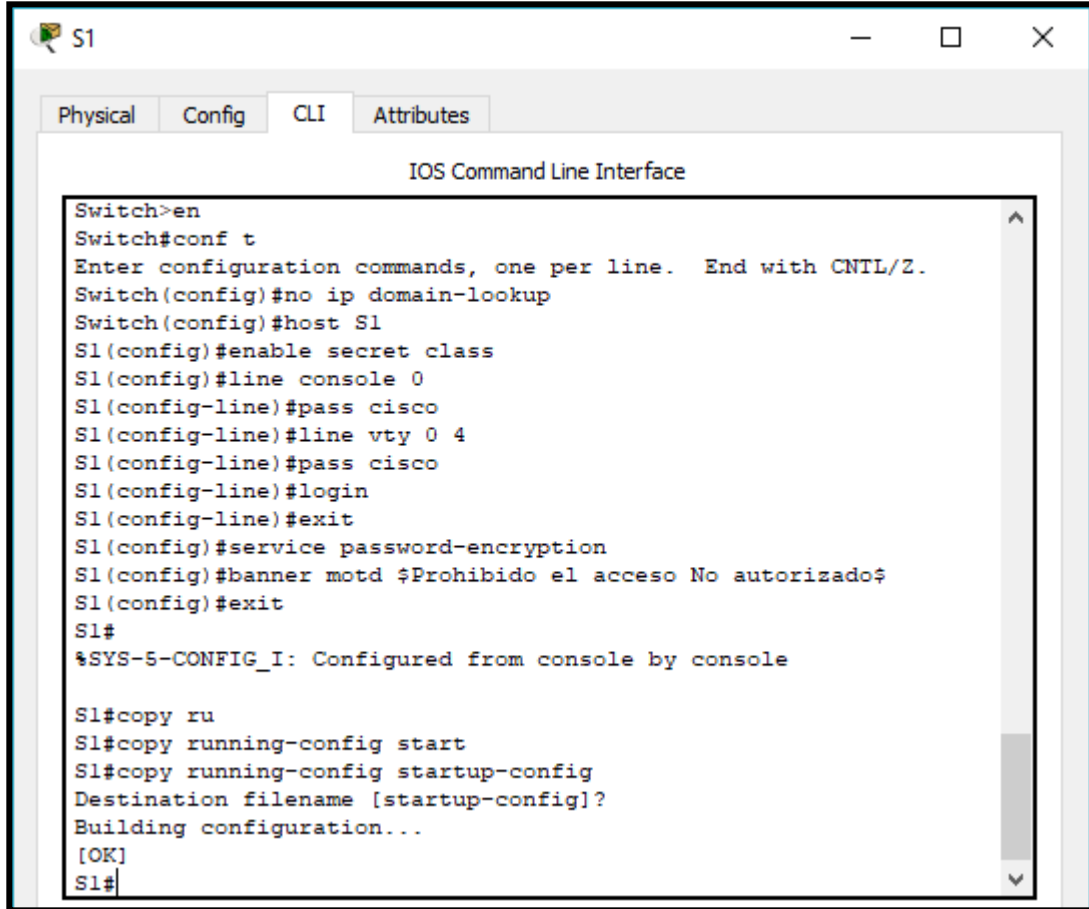 S1
Physical Config CLI Attributes
IOS Command Line Interface
Switch>en
Switch#conf t
Enter configuration commands, one per line.  End with CNTL/Z.
Switch(config)#no ip domain-lookup
Switch(config)#host S1
S1(config)#enable secret class
S1(config)#line console 0
S1(config-line)#pass cisco
S1(config-line)#line vty 0 4
S1(config-line)#pass cisco
S1(config-line)#login
S1(config-line)#exit
S1(config)#service password-encryption
S1(config)#banner motd $Prohibido el acceso No autorizado$
S1(config)#exit
S1#
%SYS-5-CONFIG_I: Configured from console by console
S1#copy ru
S1#copy running-config start
S1#copy running-config startup-config
Destination filename [startup-config]?
Building configuration...
[OK]
S1#